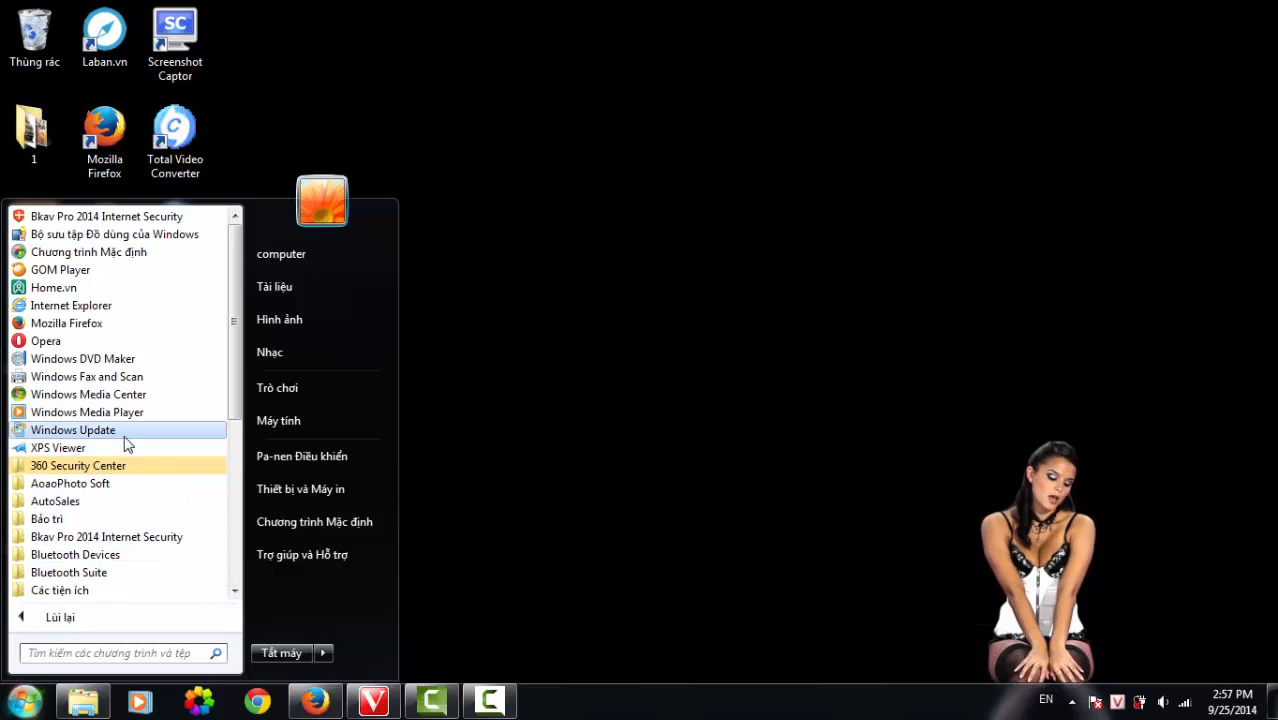 Thùng rác
Laban.vn
Screenshot
Captor
SC
1
Mozilla
Firefox
Total Video
Converter
Bkav Pro 2014 Internet Security
Bộ sưu tập Đồ dùng của Windows
Chương trình Mặc định
GOM Player
Home.vn
Internet Explorer
Mozilla Firefox
Opera
Windows DVD Maker
Windows Fax and Scan
Windows Media Center
Windows Media Player
Windows Update
XPS Viewer
360 Security Center
AoaoPhoto Soft
AutoSales
Bảo trì
Bkav Pro 2014 Internet Security
Bluetooth Devices
Bluetooth Suite
Các tiện ích
Lùi lại
Tìm kiếm các chương trình và tệp
computer
Tài liệu
Hình ảnh
Nhạc
Trò chơi
Máy tính
Pa-nen Điều khiển
Thiết bị và Máy in
Chương trình Mặc định
Trợ giúp và Hỗ trợ
Tắt máy
EN
2:57 PM
9/25/2014